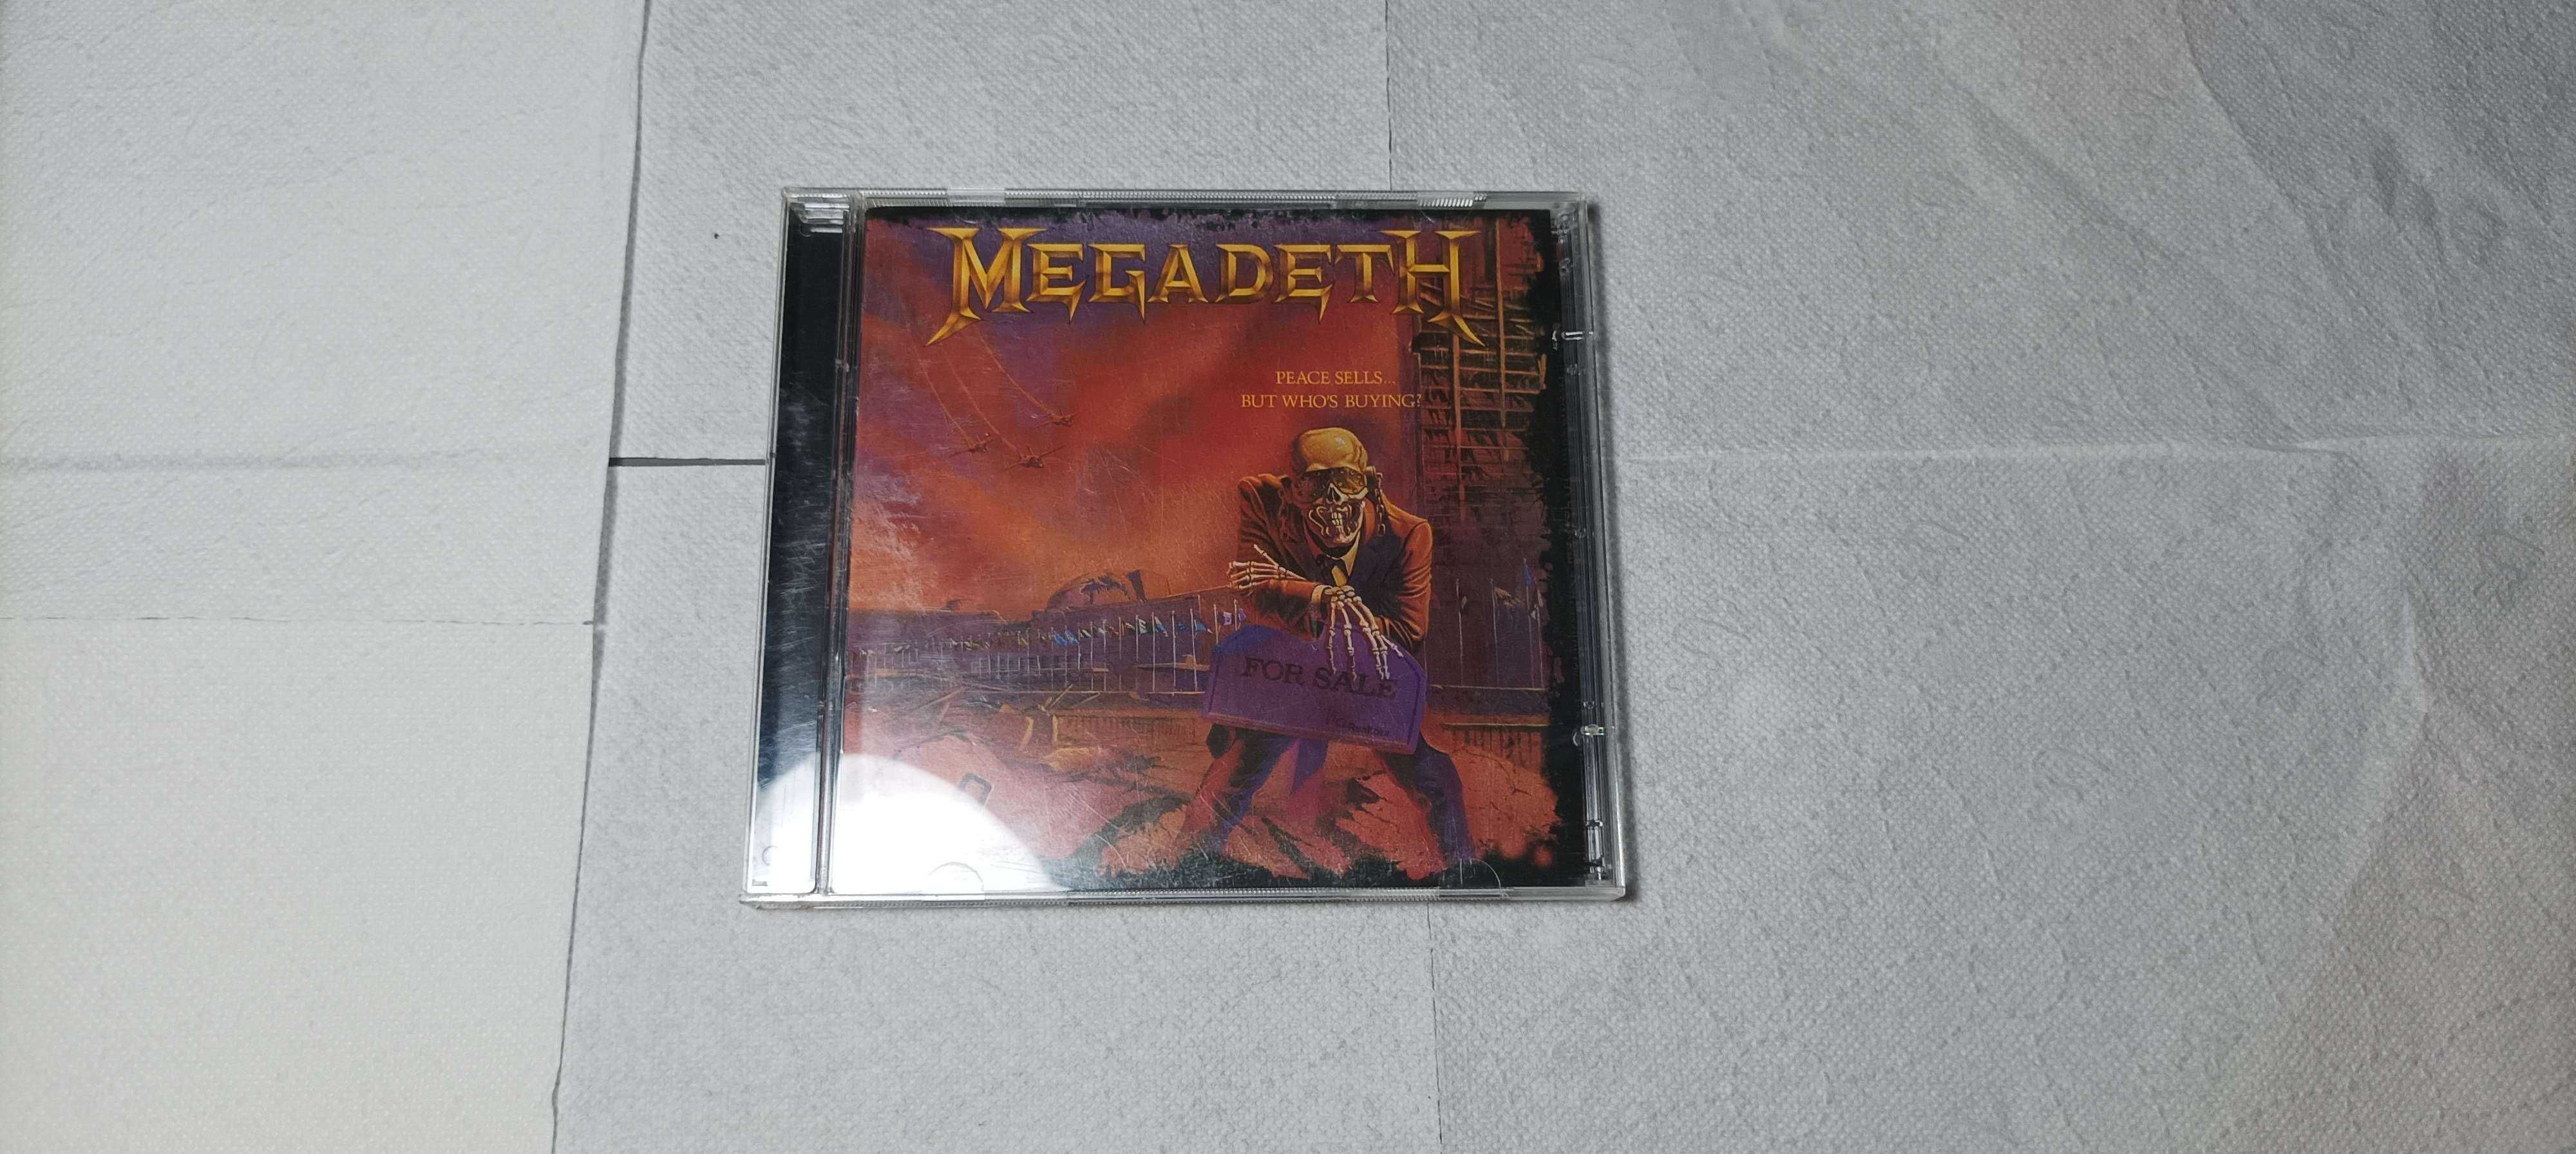 MEGADETH
PEACE SELLS...
BUT WHO'S BUYING?
FOR SALE